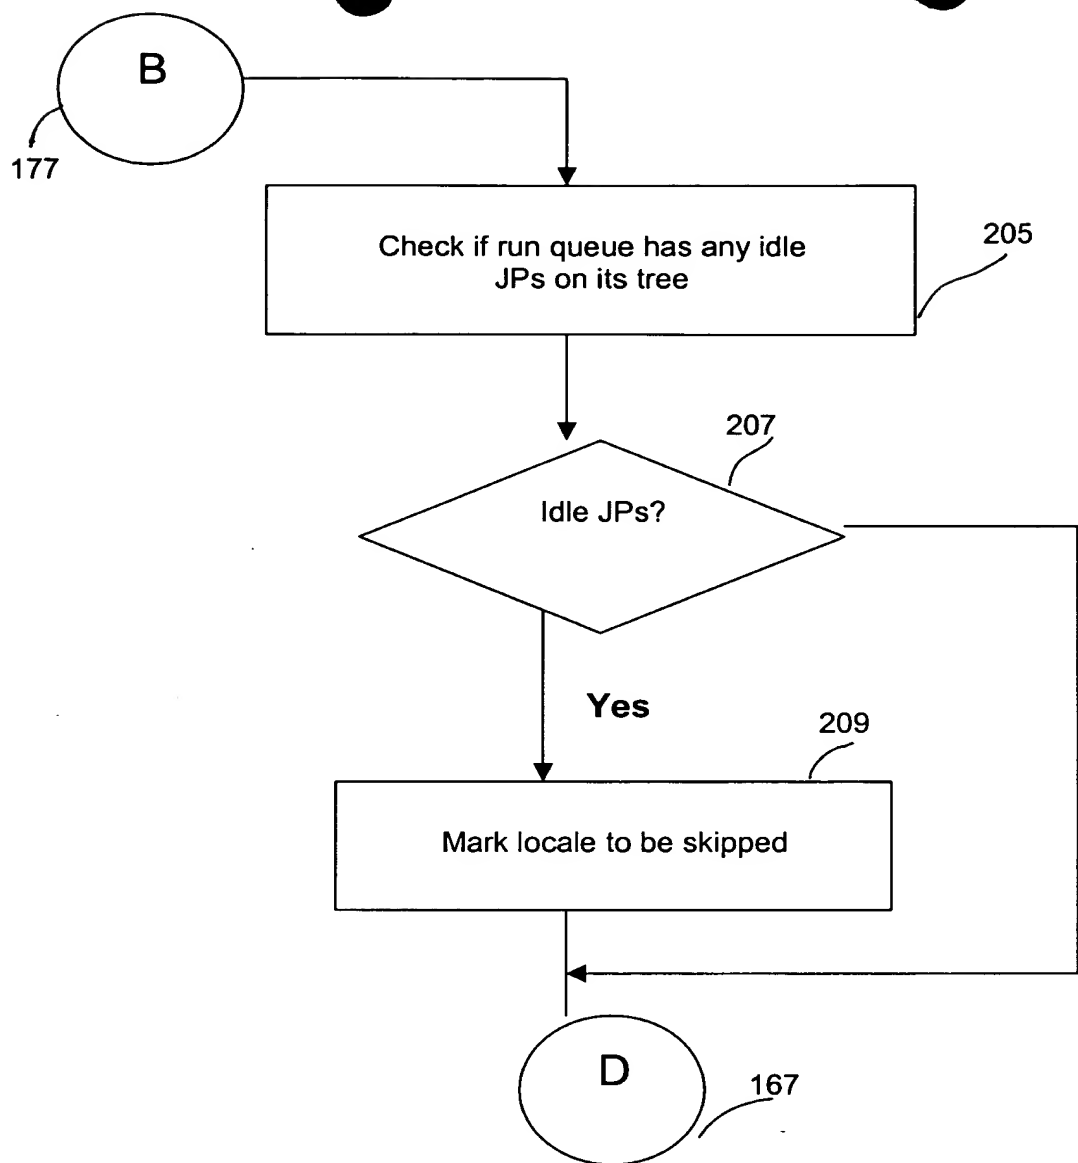 B
177
Check if run queue has any idle
JPs on its tree
205
207
Idle JPs?
Yes
209
Mark locale to be skipped
D
167